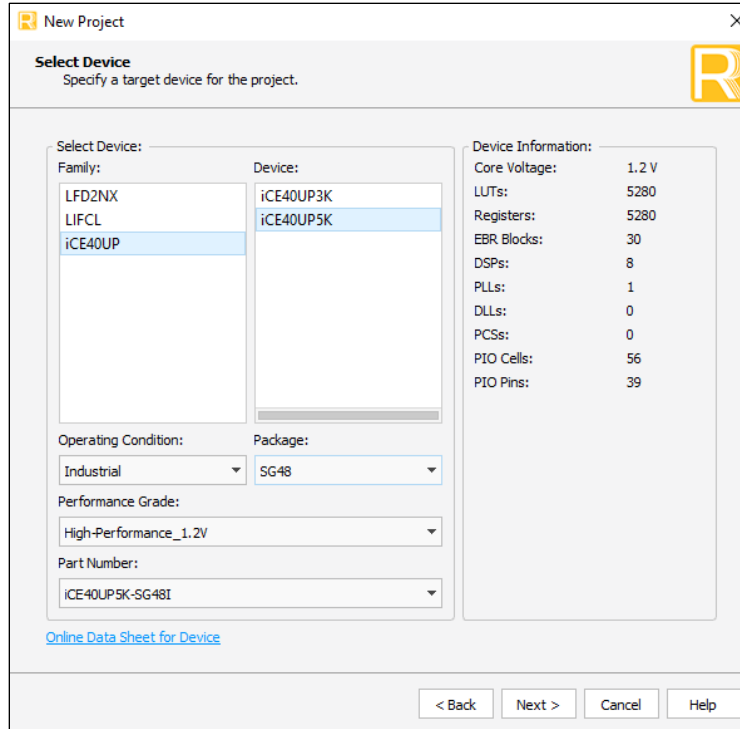 New Project
Select Device
Specify a target device for the project.
Select Device:
Family:
Device:
LFD2NX
LIFCL
iCE40UP
iCE40UP3K
iCE40UP5K
Operating Condition:
Package:
Industrial
SG48
Performance Grade:
High-Performance_1.2V
Part Number:
iCE40UP5K-SG48I
Device Information:
Core Voltage: 1.2 V
LUTs: 5280
Registers: 5280
EBR Blocks: 30
DSPs: 8
PLLs: 1
DLLs: 0
PCSs: 0
PIO Cells: 56
PIO Pins: 39
Online Data Sheet for Device
< Back
Next >
Cancel
Help